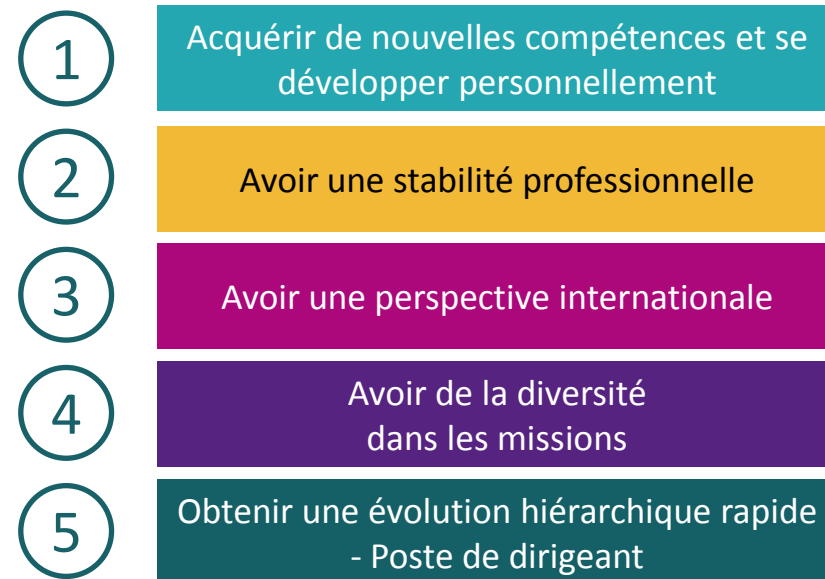 1
Acquérir de nouvelles compétences et se
développer personnellement
2
Avoir une stabilité professionnelle
3
Avoir une perspective internationale
4
Avoir de la diversité
dans les missions
5
Obtenir une évolution hiérarchique rapide
- Poste de dirigeant